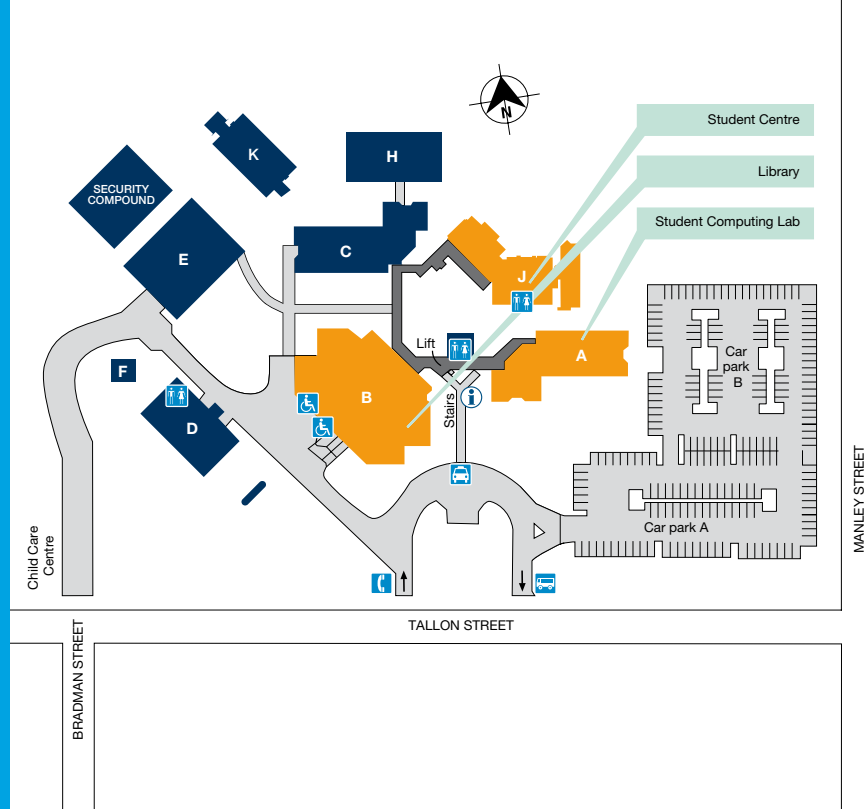 N
Student Centre
Library
Student Computing Lab
K
H
SECURITY
COMPOUND
E
C
J
Lift
A
Car
park
B
F
B
D
Stairs
i
Car park A
Child Care
Centre
MANLEY STREET
TALLON STREET
BRADMAN STREET